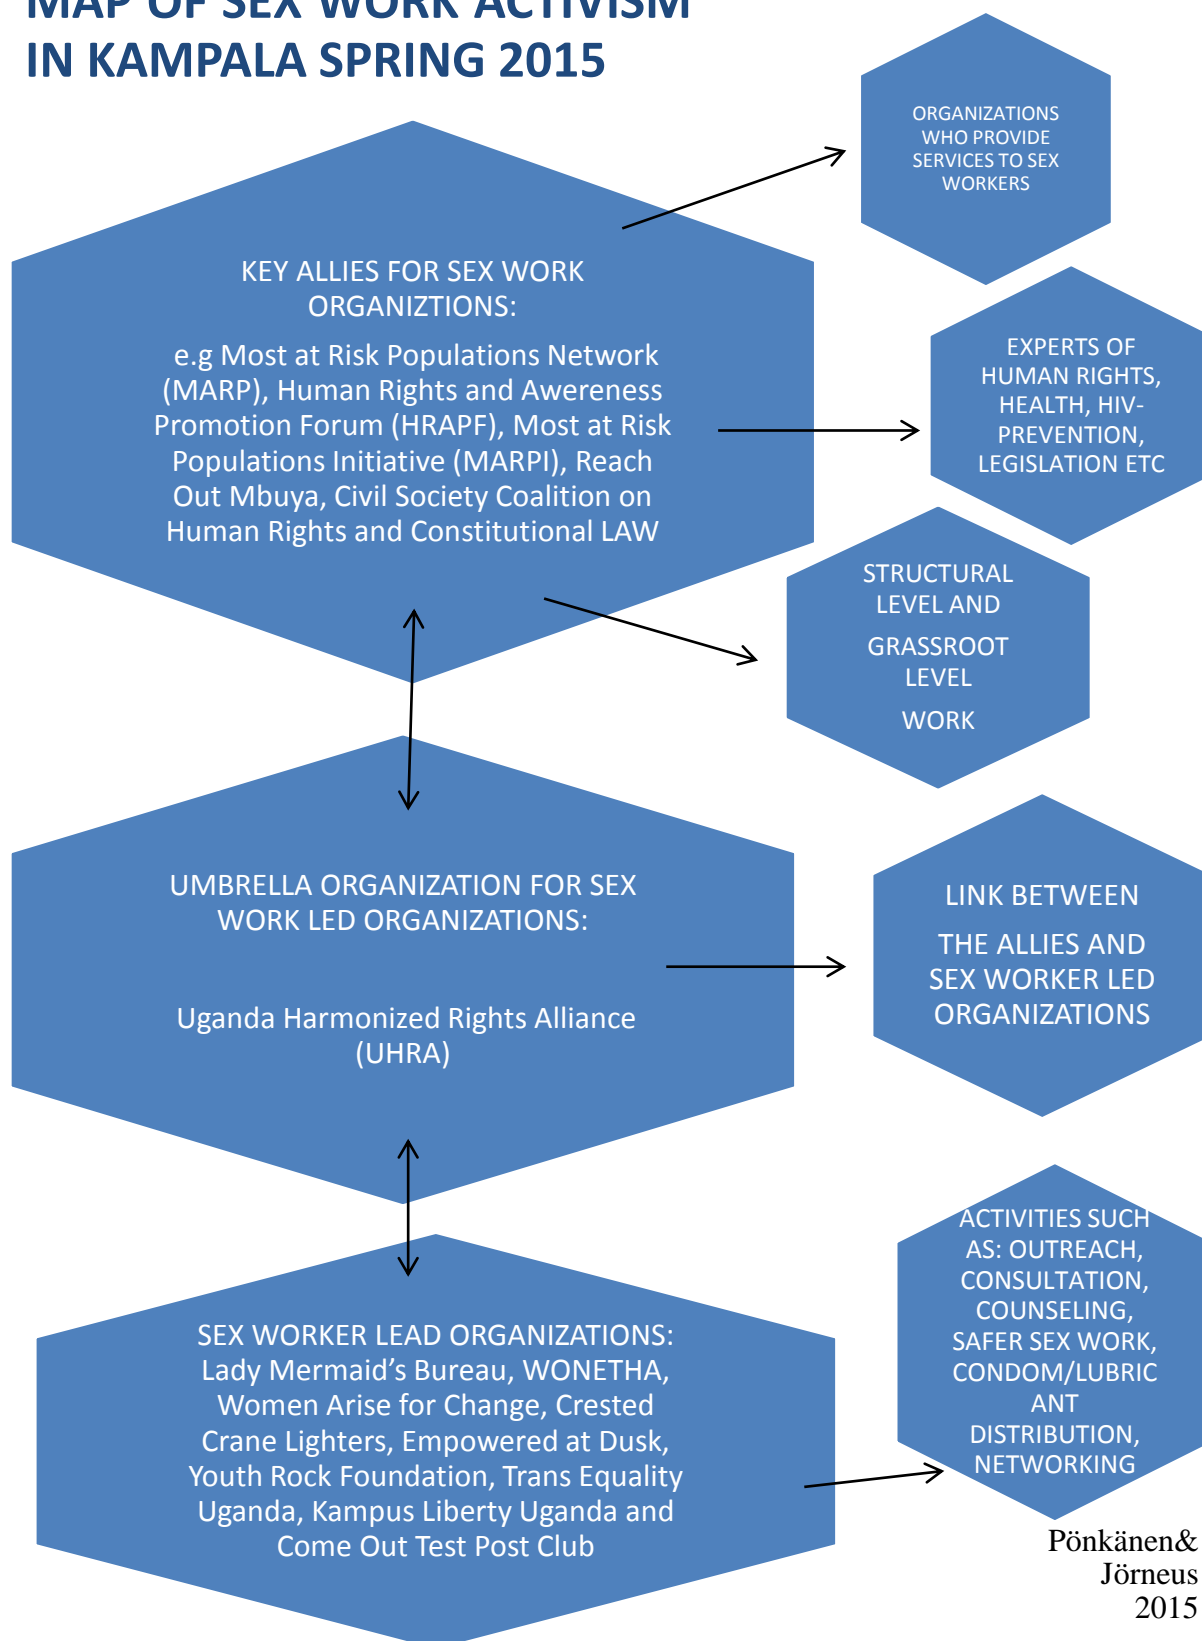 MAP OF SEX WORK ACTIVISM
IN KAMPALA SPRING 2015
ORGANIZATIONS
WHO PROVIDE
SERVICES TO SEX
WORKERS
KEY ALLIES FOR SEX WORK
ORGANIZTIONS:
e.g Most at Risk Populations Network
(MARP), Human Rights and Awereness
Promotion Forum (HRAPF), Most at Risk
Populations Initiative (MARPI), Reach
Out Mbuya, Civil Society Coalition on
Human Rights and Constitutional LAW
EXPERTS OF
HUMAN RIGHTS,
HEALTH, HIV-
PREVENTION,
LEGISLATION ETC
STRUCTURAL
LEVEL AND
GRASSROOT
LEVEL
WORK
UMBRELLA ORGANIZATION FOR SEX
WORK LED ORGANIZATIONS:
Uganda Harmonized Rights Alliance
(UHRA)
LINK BETWEEN
THE ALLIES AND
SEX WORKER LED
ORGANIZATIONS
SEX WORKER LEAD ORGANIZATIONS:
Lady Mermaid’s Bureau, WONETHA,
Women Arise for Change, Crested
Crane Lighters, Empowered at Dusk,
Youth Rock Foundation, Trans Equality
Uganda, Kampus Liberty Uganda and
Come Out Test Post Club
ACTIVITIES SUCH
AS: OUTREACH,
CONSULTATION,
COUNSELING,
SAFER SEX WORK,
CONDOM/LUBRIC
ANT
DISTRIBUTION,
NETWORKING
Pönkänen&
Jörneus
2015